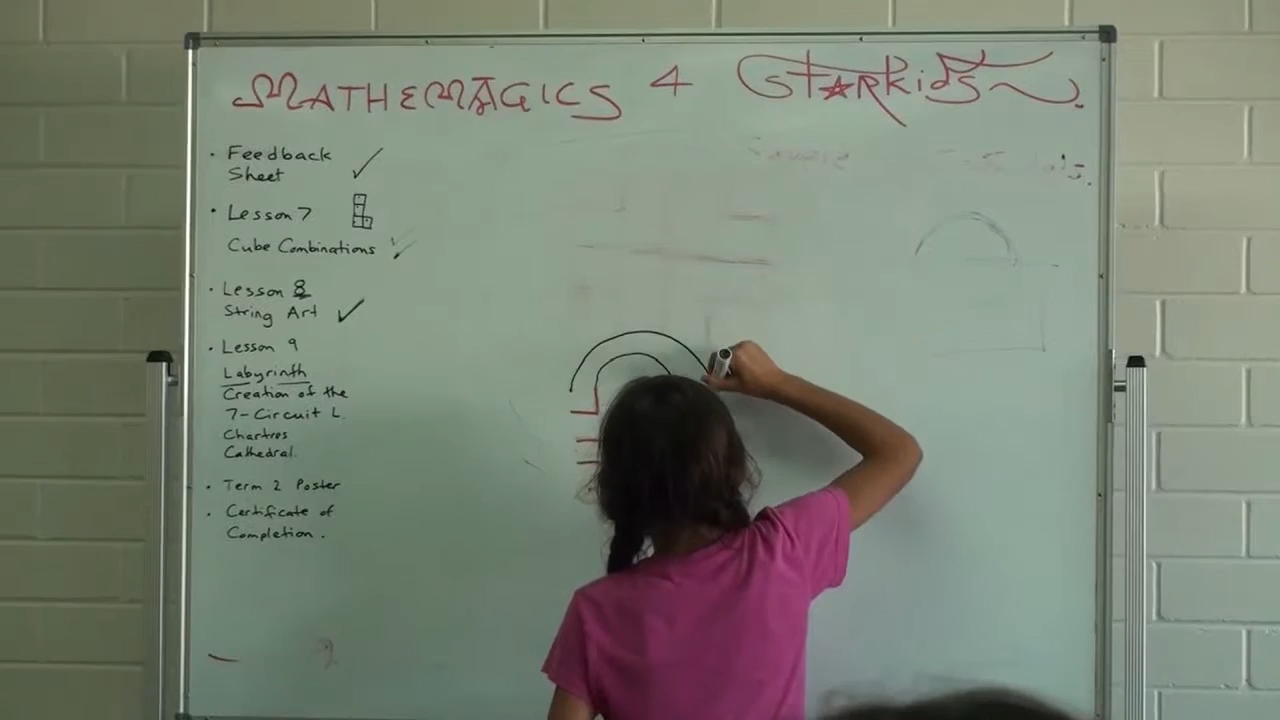 MATHEMAGICS 4 STARKidS
• Feedback
Sheet ✓
• Lesson 7
Cube Combinations ✓
• Lesson 8
String Art ✓
• Lesson 9
Labyrinth
Creation of the
7-Circuit L.
Chartres
Cathedral.
• Term 2 Poster
• Certificate of
Completion.